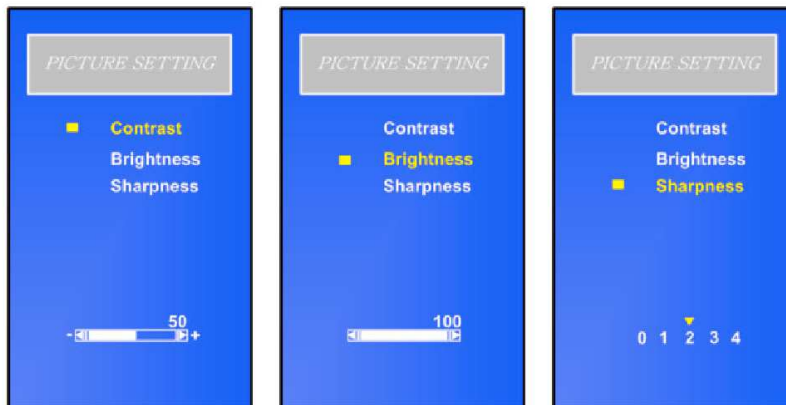 PICTURE SETTING
Contrast
Brightness
Sharpness
50
- +
PICTURE SETTING
Contrast
Brightness
Sharpness
100
PICTURE SETTING
Contrast
Brightness
Sharpness
0 1 2 3 4